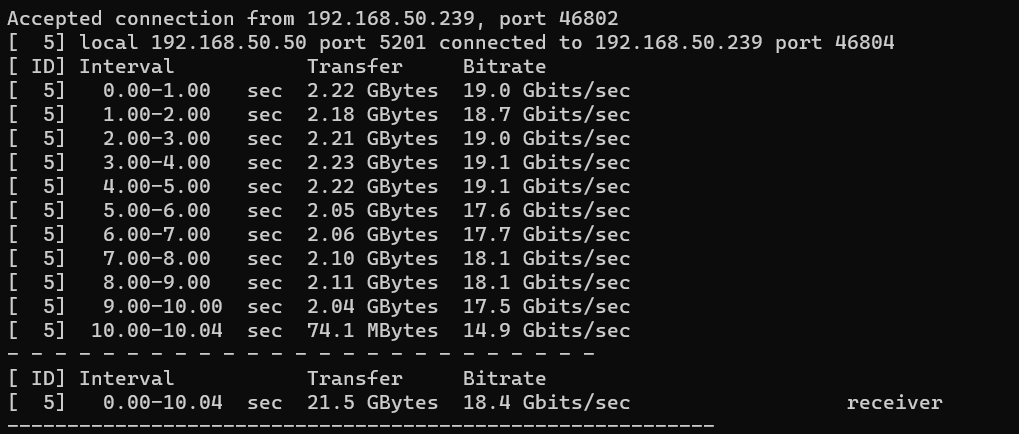 Accepted connection from 192.168.50.239, port 46802
[  5] local 192.168.50.50 port 5201 connected to 192.168.50.239 port 46804
[ ID] Interval           Transfer     Bitrate
[  5]   0.00-1.00   sec  2.22 GBytes  19.0 Gbits/sec
[  5]   1.00-2.00   sec  2.18 GBytes  18.7 Gbits/sec
[  5]   2.00-3.00   sec  2.21 GBytes  19.0 Gbits/sec
[  5]   3.00-4.00   sec  2.23 GBytes  19.1 Gbits/sec
[  5]   4.00-5.00   sec  2.22 GBytes  19.1 Gbits/sec
[  5]   5.00-6.00   sec  2.05 GBytes  17.6 Gbits/sec
[  5]   6.00-7.00   sec  2.06 GBytes  17.7 Gbits/sec
[  5]   7.00-8.00   sec  2.10 GBytes  18.1 Gbits/sec
[  5]   8.00-9.00   sec  2.11 GBytes  18.1 Gbits/sec
[  5]   9.00-10.00  sec  2.04 GBytes  17.5 Gbits/sec
[  5]  10.00-10.04  sec  74.1 MBytes  14.9 Gbits/sec
- - - - - - - - - - - - - - - - - - - - - - - - -
[ ID] Interval           Transfer     Bitrate
[  5]   0.00-10.04  sec  21.5 GBytes  18.4 Gbits/sec                  receiver
-----------------------------------------------------------